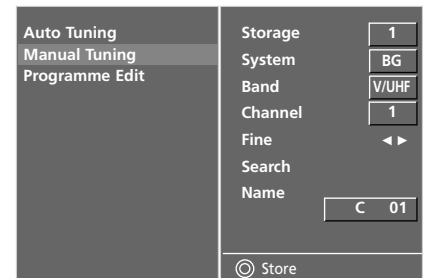 Auto Tuning
Manual Tuning
Programme Edit
Storage 1
System BG
Band V/UHF
Channel 1
Fine ◄ ►
Search
Name
C 01
Store